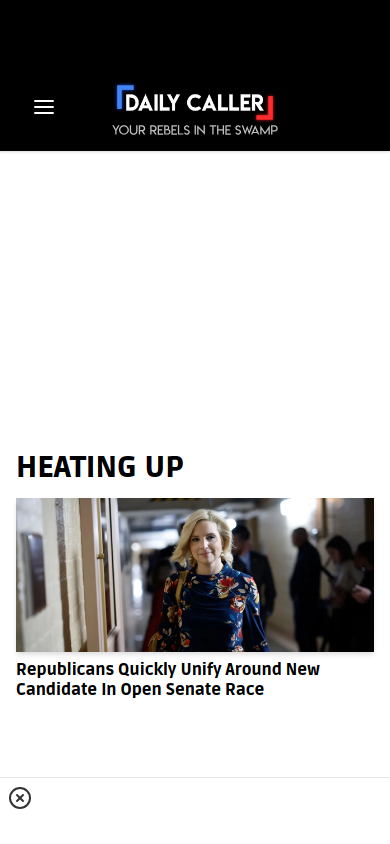 DAILY CALLER
YOUR REBELS IN THE SWAMP
HEATING UP
Republicans Quickly Unify Around New
Candidate In Open Senate Race